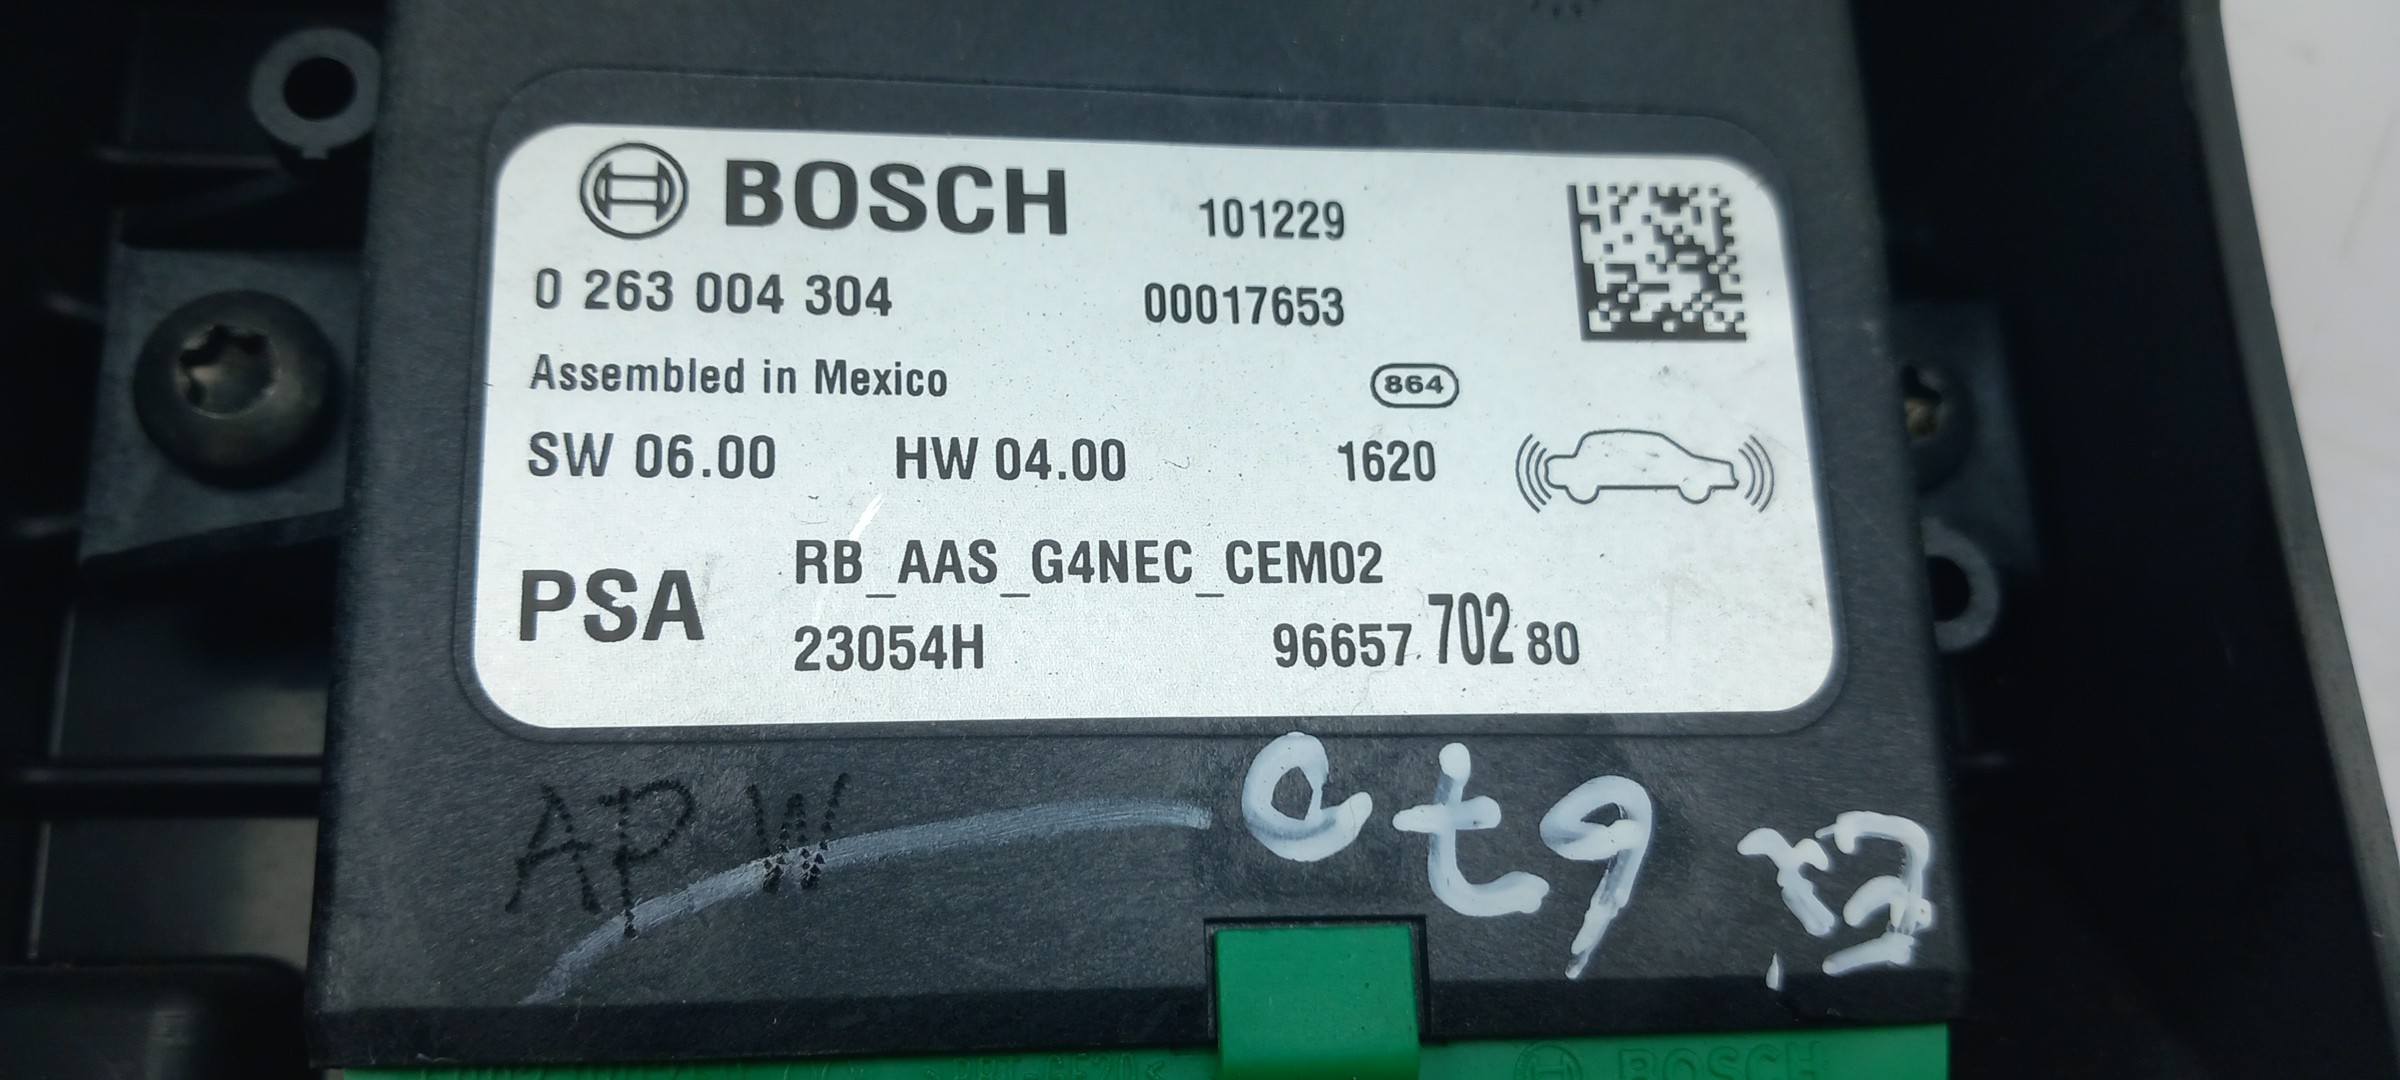 BOSCH 101229
0 263 004 304 00017653
Assembled in Mexico 864
SW 06.00 HW 04.00 1620
PSA RB_AAS_G4NEC_CEM02
23054H 96657 702 80
APW
BOSCH